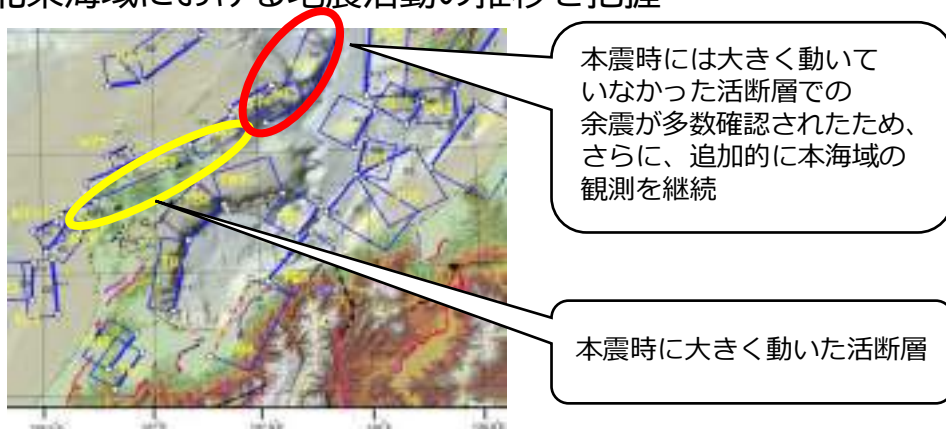 北東海域における地震活動の推移を把握
本震時には大きく動いて
いなかった活断層での
余震が多数確認されたため、
さらに、追加的に本海域の
観測を継続
本震時に大きく動いた活断層